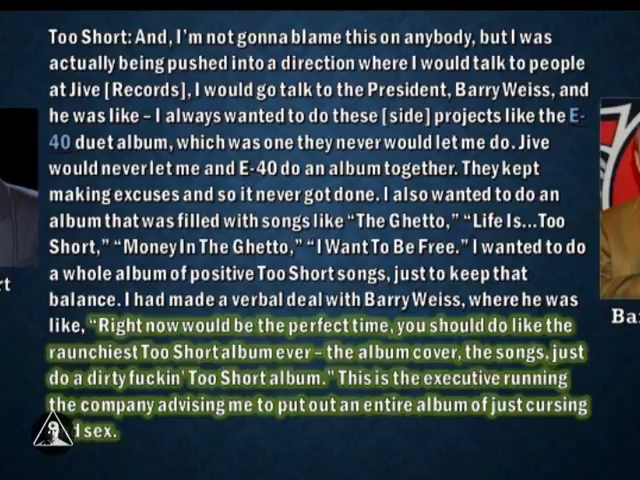 Too Short: And, I'm not gonna blame this on anybody, but I was
actually being pushed into a direction where I would talk to people
at Jive [Records], I would go talk to the President, Barry Weiss, and
he was like – I always wanted to do these [side] projects like the E-
40 duet album, which was one they never would let me do. Jive
would never let me and E-40 do an album together. They kept
making excuses and so it never got done. I also wanted to do an
album that was filled with songs like “The Ghetto,” “Life Is...Too
Short,” “Money In The Ghetto,” “I Want To Be Free.” I wanted to do
a whole album of positive Too Short songs, just to keep that
balance. I had made a verbal deal with Barry Weiss, where he was
like, “Right now would be the perfect time, you should do like the
raunchiest Too Short album ever – the album cover, the songs, just
do a dirty fuckin' Too Short album.” This is the executive running
the company advising me to put out an entire album of just cursing
sex.